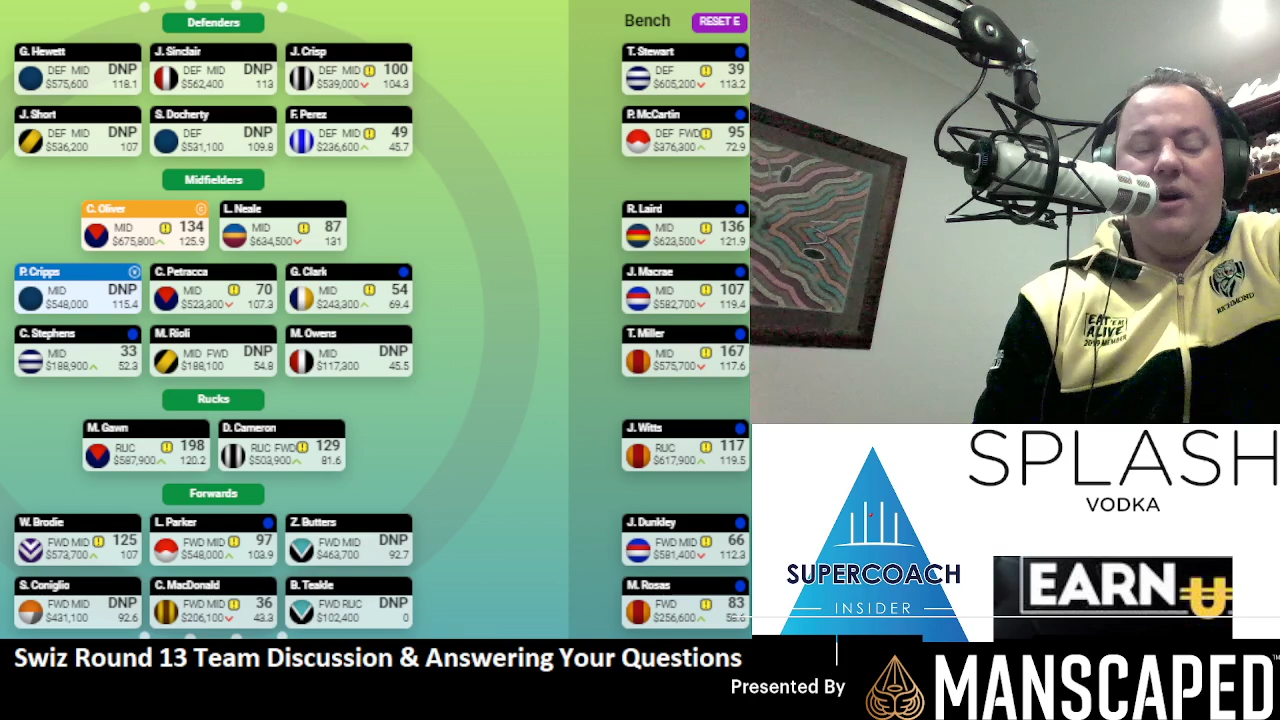 Defenders
Bench
RESET E
G. Hewett
DEF MID
DNP
$575,600
118.1
J. Sinclair
DEF MID
DNP
$562,400
113
J. Crisp
DEF MID
100
$539,000
104.3
T. Stewart
DEF
39
$605,200
113.2
J. Short
DEF MID
DNP
$536,200
107
S. Docherty
DEF
DNP
$531,100
109.8
F. Perez
DEF MID
49
$236,600
45.7
P. McCartin
DEF FWD
95
$376,300
72.9
Midfielders
C. Oliver
C
MID
134
$675,800
125.9
L. Neale
MID
87
$634,500
131
R. Laird
MID
136
$623,500
121.9
P. Cripps
V
MID
DNP
$548,000
115.4
C. Petracca
MID
70
$523,300
107.3
G. Clark
MID
54
$243,300
69.4
J. Macrae
MID
107
$582,700
119.4
C. Stephens
MID
33
$188,900
52.3
M. Rioli
MID FWD
DNP
$188,100
54.8
M. Owens
MID
DNP
$117,300
45.5
T. Miller
MID
167
$575,700
117.6
Rucks
M. Gawn
RUC
198
$587,900
120.2
D. Cameron
RUC FWD
129
$503,900
81.6
J. Witts
RUC
117
$617,900
119.5
Forwards
W. Brodie
FWD MID
125
$573,700
107
L. Parker
FWD MID
97
$548,000
103.9
Z. Butters
FWD MID
DNP
$463,700
92.7
J. Dunkley
FWD MID
66
$581,400
112.3
S. Coniglio
FWD MID
DNP
$431,100
92.6
C. MacDonald
FWD MID
36
$206,100
43.3
B. Teakle
FWD RUC
DNP
$102,400
0
M. Rosas
FWD
83
$256,600
EAT 'EM
ALIVE
2019 MEMBER
RICHMOND
SUPERCOACH
INSIDER
SPLASH
VODKA
EARN U
Swiz Round 13 Team Discussion & Answering Your Questions
Presented By
MANSCAPED
TM